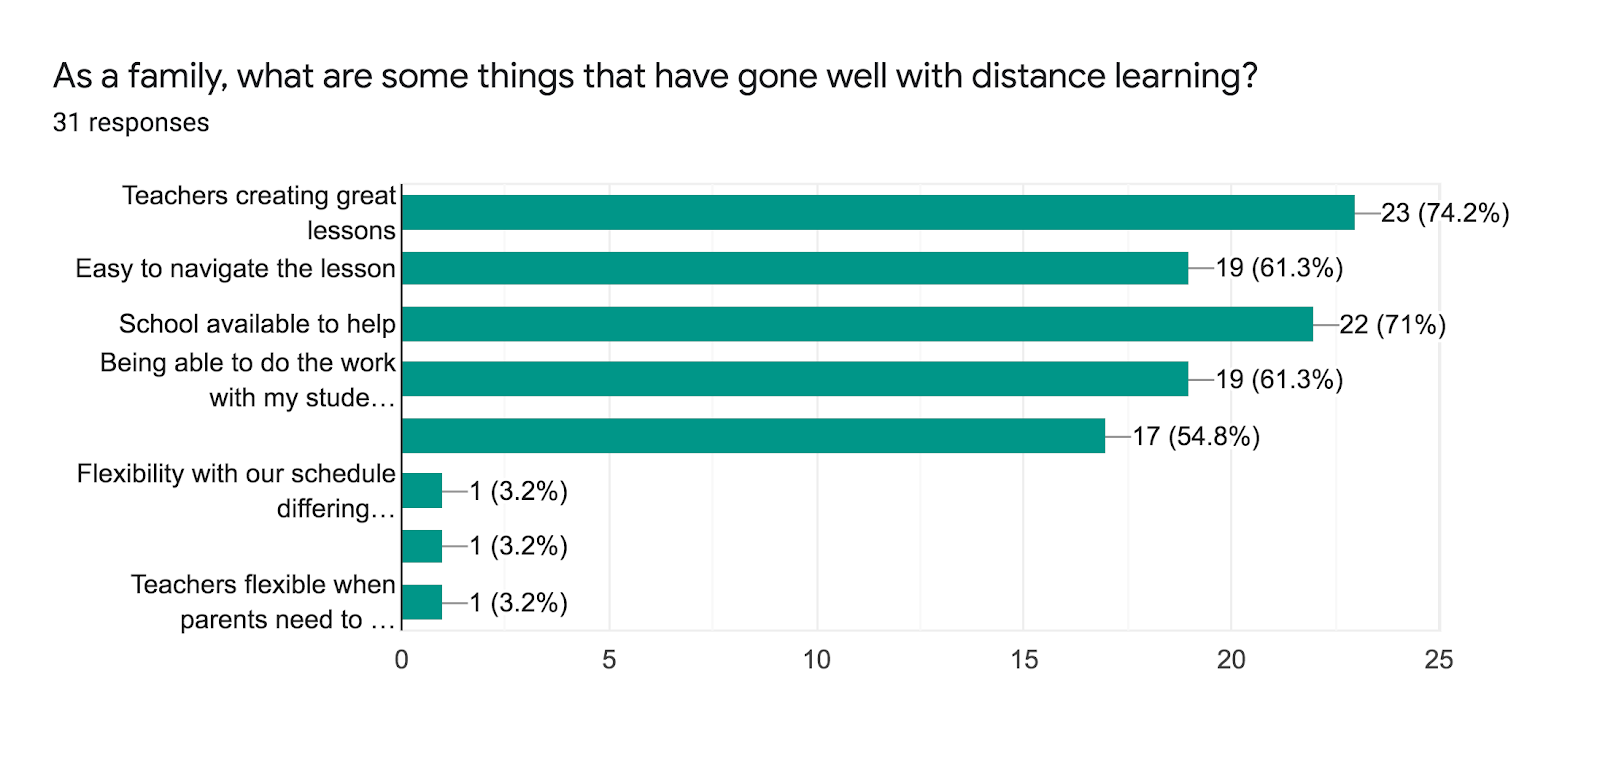 As a family, what are some things that have gone well with distance learning?
31 responses
Teachers creating great
lessons
23 (74.2%)
Easy to navigate the lesson
19 (61.3%)
School available to help
22 (71%)
Being able to do the work
with my stude…
19 (61.3%)
17 (54.8%)
Flexibility with our schedule
differing…
1 (3.2%)
1 (3.2%)
Teachers flexible when
parents need to …
1 (3.2%)
0 5 10 15 20 25